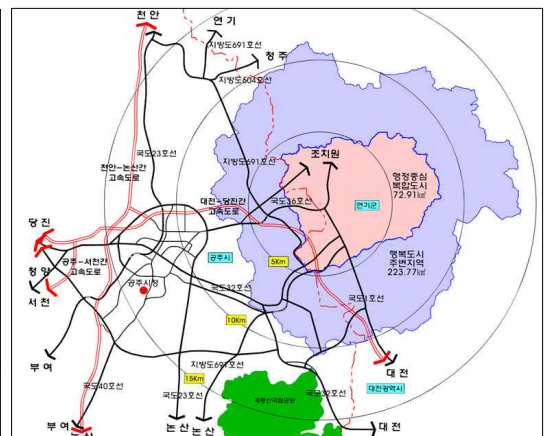 천안
연기
지방도691호선
청주
지방도604호선
국도23호선
지방도691호선
조치원
천안-논산간
고속도로
행정중심
복합도시
72.91㎢
대전-당진간
고속도로
국도36호선
연기군
당진
공주시
행복도시
주변지역
223.77㎢
청양
공주-서천간
고속도로
5Km
서천
공주시청
국도32호선
국도1호선
10Km
부여
지방도691호선
대전
15Km
국도40호선
국도23호선
계룡산국립공원
국도32호선
대전광역시
부여
논산
논산
논산
대전